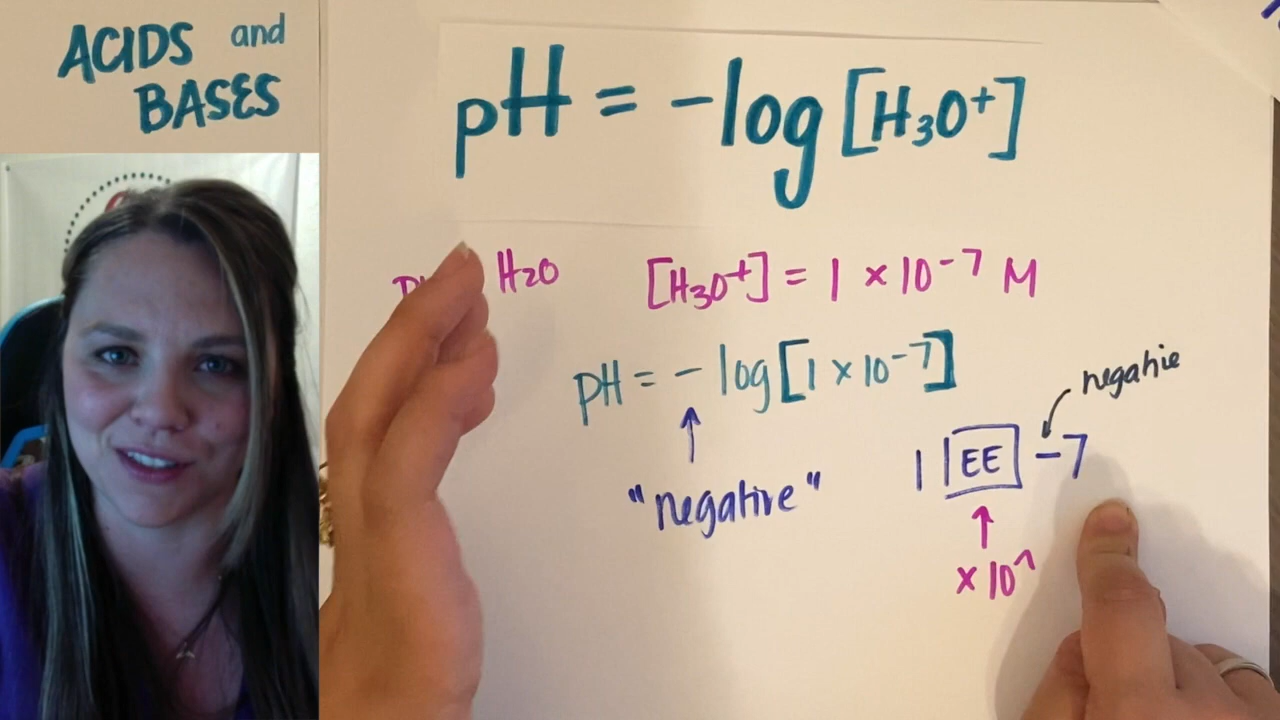 ACIDS and
BASES
pH = -log [H₃O⁺]
H₂O [H₃O⁺] = 1 × 10⁻⁷ M
pH = - log [1 × 10⁻⁷]
negatie
1 EE -7
"negative"
× 10^